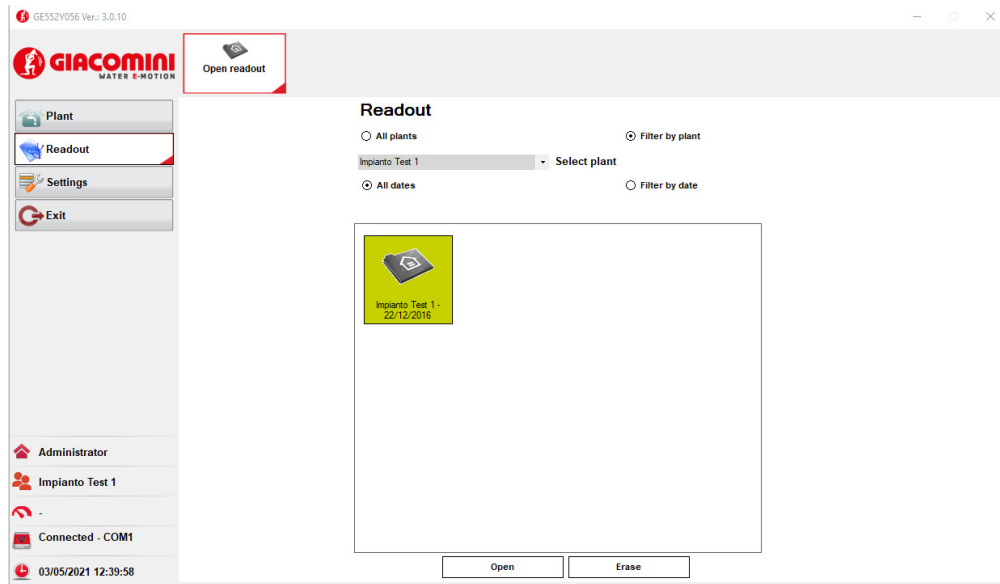 GE552Y056 Ver.: 3.0.10
GIACOMINI
WATER E-MOTION
Open readout
Plant
Readout
Settings
Exit
Readout
All plants
Filter by plant
Impianto Test 1
Select plant
All dates
Filter by date
Impianto Test 1 -
22/12/2016
Administrator
Impianto Test 1
-
Connected - COM1
03/05/2021 12:39:58
Open
Erase